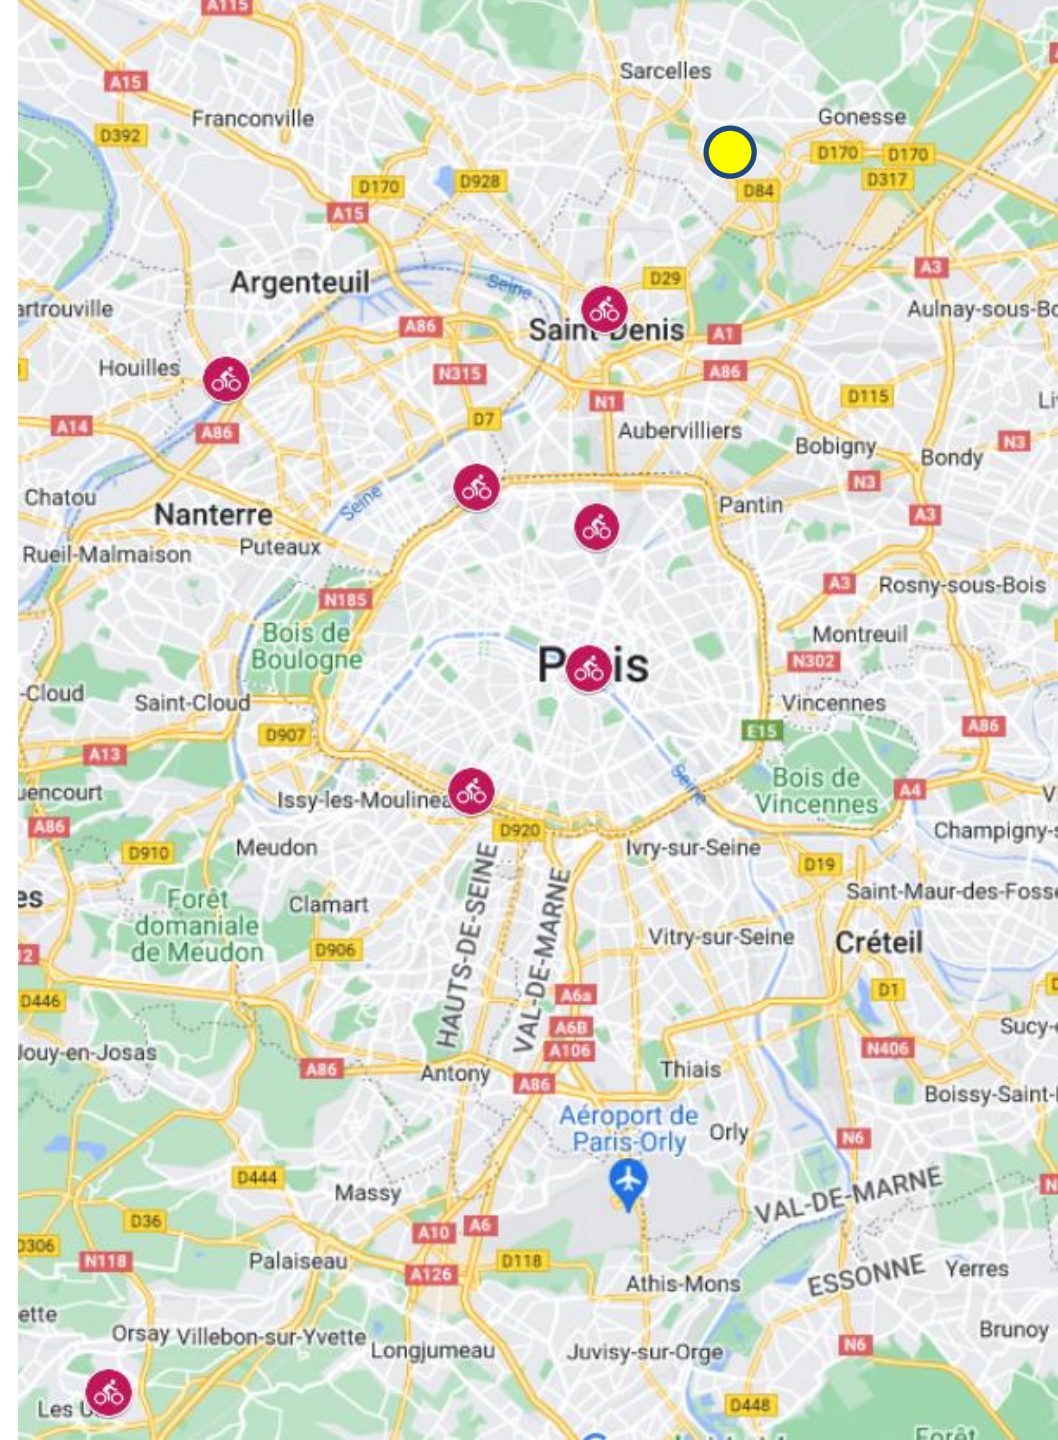 A115
Sarcelles
A15
Franconville
Gonesse
D392
D170
D170
D170
D928
D317
D84
A15
A3
Argenteuil
Seine
D29
artrouville
Aulnay-sous-Bo
A86
Saint-Denis
A1
Houilles
N315
A86
D115
N1
D7
A14
A86
Aubervilliers
N3
Bobigny
Bondy
N3
Chatou
Seine
Pantin
Nanterre
A3
Puteaux
Rueil-Malmaison
A3
Rosny-sous-Bois
N185
Bois de
Boulogne
Montreuil
P is
N302
-Cloud
Saint-Cloud
Vincennes
D907
E15
A86
A13
Seine
Bois de
Vincennes
uencourt
Issy-les-Moulinea
A4
A86
D920
Champigny-s
D910
Meudon
Ivry-sur-Seine
D19
es
Forêt
domaniale
de Meudon
Clamart
HAUTS-DE-SEINE
VAL-DE-MARNE
Saint-Maur-des-Fossé
D906
Vitry-sur-Seine
Créteil
D446
A6a
D1
A6B
Sucy-e
A106
N406
Jouy-en-Josas
A86
Antony
A86
Thiais
Boissy-Saint-L
Aéroport de
Paris-Orly
Orly
N6
D444
Massy
VAL-DE-MARNE
D36
A10
A6
D306
N118
Palaiseau
A126
D118
Athis-Mons
ESSONNE
Yerres
ette
Orsay
Villebon-sur-Yvette
Longjumeau
Juvisy-sur-Orge
N6
Brunoy
Les U
D448
Forêt